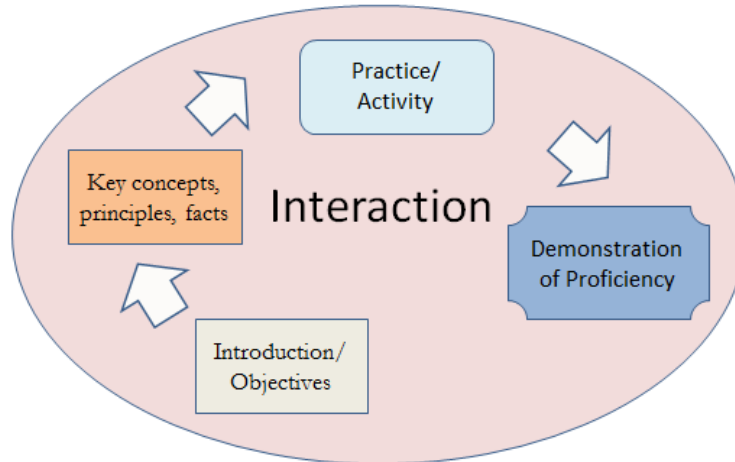 Practice/
Activity
Key concepts,
principles, facts
Interaction
Demonstration
of Proficiency
Introduction/
Objectives